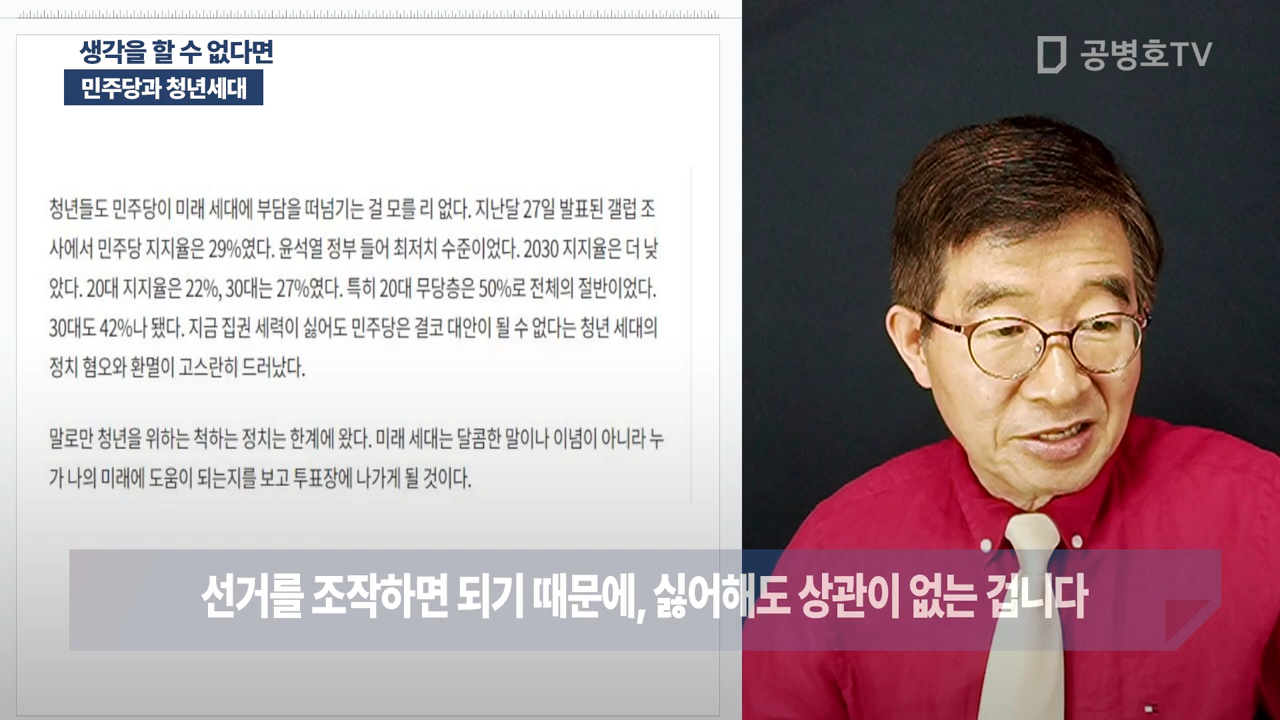 생각을 할 수 없다면
민주당과 청년세대
공병호TV
청년들도 민주당이 미래 세대에 부담을 떠넘기는 걸 모를 리 없다. 지난달 27일 발표된 갤럽 조
사에서 민주당 지지율은 29%였다. 윤석열 정부 들어 최저치 수준이었다. 2030 지지율은 더 낮
았다. 20대 지지율은 22%, 30대는 27%였다. 특히 20대 무당층은 50%로 전체의 절반이었다.
30대도 42%나 됐다. 지금 집권 세력이 싫어도 민주당은 결코 대안이 될 수 없다는 청년 세대의
정치 혐오와 환멸이 고스란히 드러났다.
말로만 청년을 위하는 척하는 정치는 한계에 왔다. 미래 세대는 달콤한 말이나 이념이 아니라 누
가 나의 미래에 도움이 되는지를 보고 투표장에 나가게 될 것이다.
선거를 조작하면 되기 때문에, 싫어해도 상관이 없는 겁니다